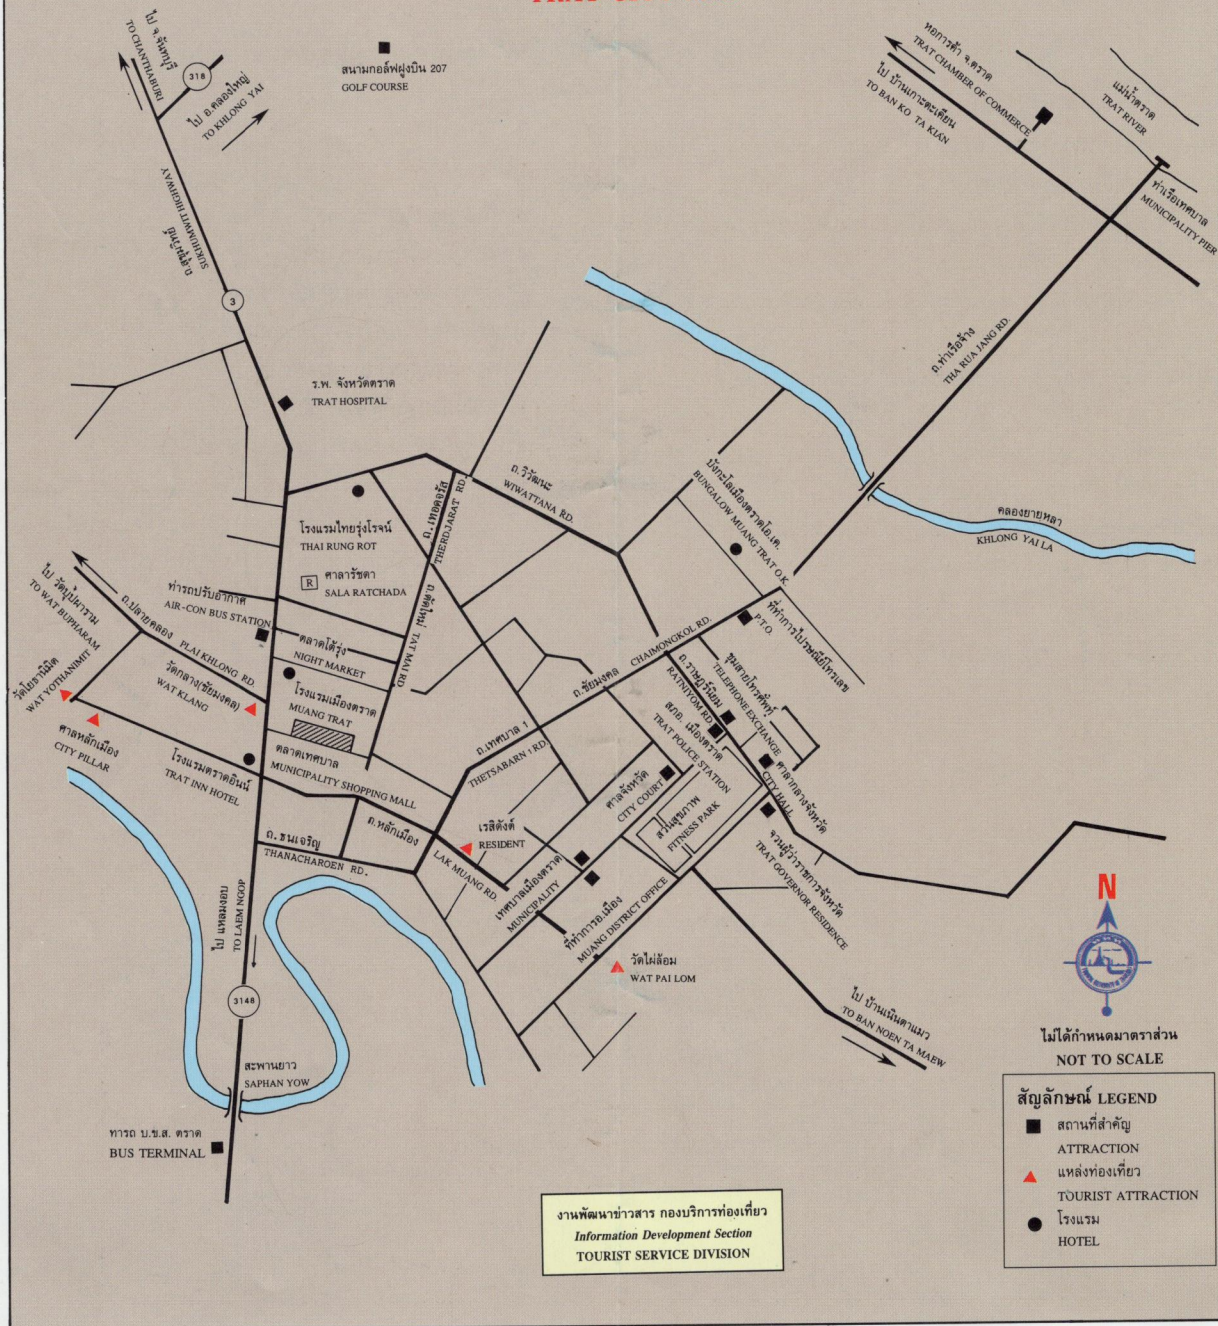 ไป จ.จันทบุรี
TO CHANTHABURI
318
ไป อ.คลองใหญ่
TO KHLONG YAI
สนามกอล์ฟฝูงบิน 207
GOLF COURSE
หอการค้า จ.ตราด
TRAT CHAMBER OF COMMERCE
ไป บ้านเกาะตะเคียน
TO BAN KO TA KIAN
แม่น้ำตราด
TRAT RIVER
ท่าเรือเทศบาล
MUNICIPALITY PIER
ถ.สุขุมวิทย์
SUKHUMWIT HIGHWAY
3
ถ.ท่าเรือจ้าง
THA RUA JANG RD.
ร.พ. จังหวัดตราด
TRAT HOSPITAL
ถ.วิวัฒนะ
WIWATTANA RD.
ถ.เทอดจรัส
THERDJARAT RD.
บังกะโลเมืองตราดโอ.เค.
BUNGALOW MUANG TRAT O.K.
คลองยายหลา
KHLONG YAI LA
โรงแรมไทยรุ่งโรจน์
THAI RUNG ROT
R
ศาลารัชดา
SALA RATCHADA
ถ.ตัดใหม่ TAT MAI RD
ท่ารถปรับอากาศ
AIR-CON BUS STATION
ไป วัดบุปผาราม
TO WAT BUPHARAM
ถ.ปลายคลอง PLAI KHLONG RD.
ตลาดโต้รุ่ง
NIGHT MARKET
ที่ทำการไปรษณีย์โทรเลข
P.T.O.
ถ.ชัยมงคล CHAIMONGKOL RD.
ถ.ราษฎร์นิยม
RATNIYOM RD.
ชุมสายโทรศัพท์
TELEPHONE EXCHANGE
วัดโยธานิมิต
WAT YOTHANIMIT
วัดกลาง(ชัยมงคล)
WAT KLANG
โรงแรมเมืองตราด
MUANG TRAT
สภอ. เมืองตราด
TRAT POLICE STATION
ศาลหลักเมือง
CITY PILLAR
โรงแรมตราดอินน์
TRAT INN HOTEL
ตลาดเทศบาล
MUNICIPALITY SHOPPING MALL
ถ.เทศบาล 1
THETSABARN 1 RD.
ศาลจังหวัด
CITY COURT
สวนสุขภาพ
FITNESS PARK
ศาลากลางจังหวัด
CITY HALL
จวนผู้ว่าราชการจังหวัด
TRAT GOVERNOR RESIDENCE
ถ.ธนเจริญ
THANACHAROEN RD.
ถ.หลักเมือง
LAK MUANG RD.
เรสิดังต์
RESIDENT
เทศบาลเมืองตราด
MUNICIPALITY
ที่ทำการอ.เมือง
MUANG DISTRICT OFFICE
ไป แหลมงอบ
TO LAEM NGOP
3148
วัดไผ่ล้อม
WAT PAI LOM
ไป บ้านเนินตาแมว
TO BAN NOEN TA MAEW
สะพานยาว
SAPHAN YOW
ทารถ บ.ข.ส. ตราด
BUS TERMINAL
N
ไม่ได้กำหนดมาตราส่วน
NOT TO SCALE
สัญลักษณ์ LEGEND
สถานที่สำคัญ
ATTRACTION
แหล่งท่องเที่ยว
TOURIST ATTRACTION
โรงแรม
HOTEL
งานพัฒนาข่าวสาร กองบริการท่องเที่ยว
Information Development Section
TOURIST SERVICE DIVISION